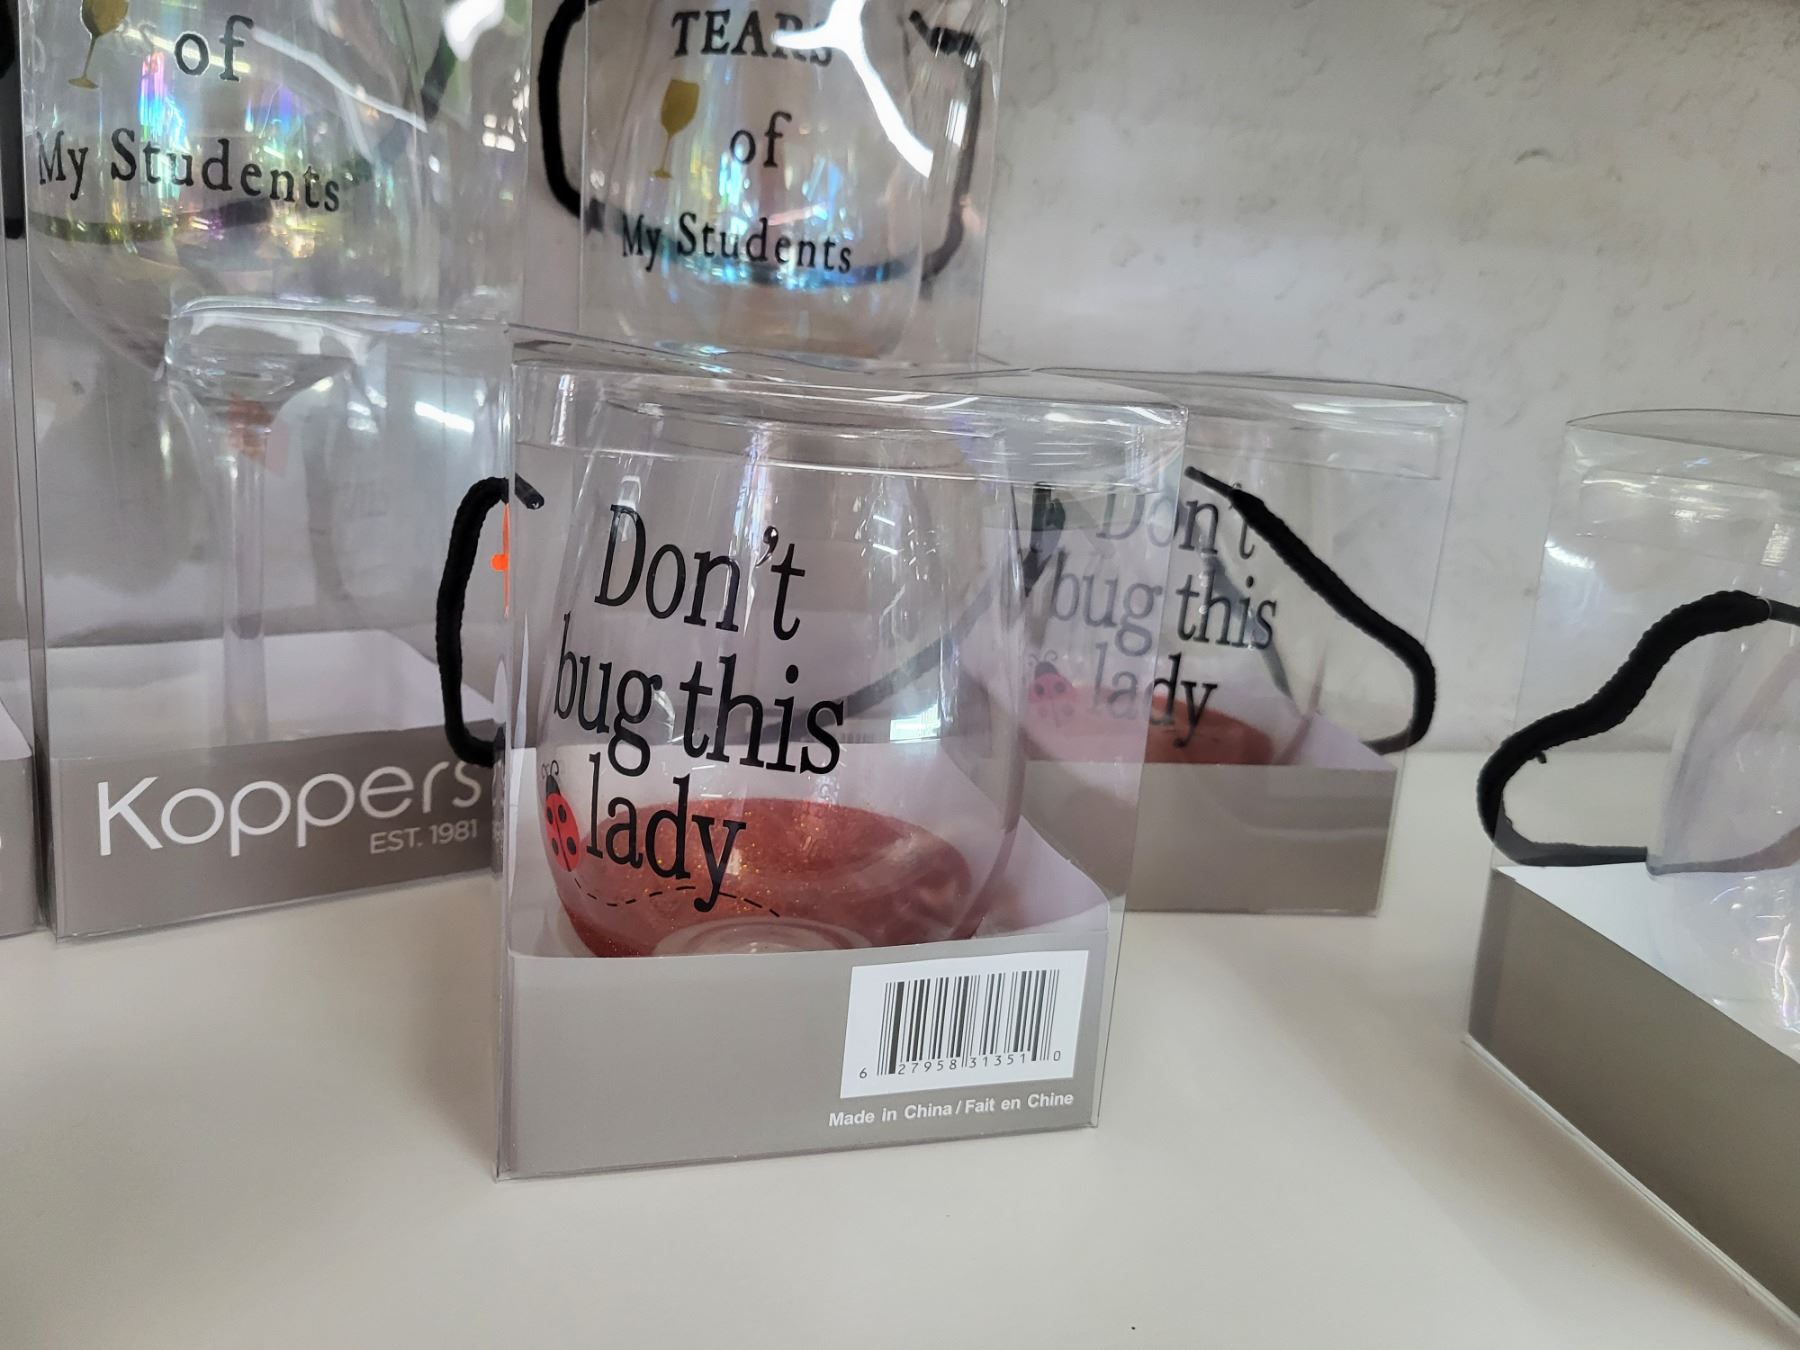 of
My Students
TEARS
of
My Students
Don't
bug this
lady
Don't
bug this
lady
Koppers
EST. 1981
6 27958 31351 0
Made in China / Fait en Chine